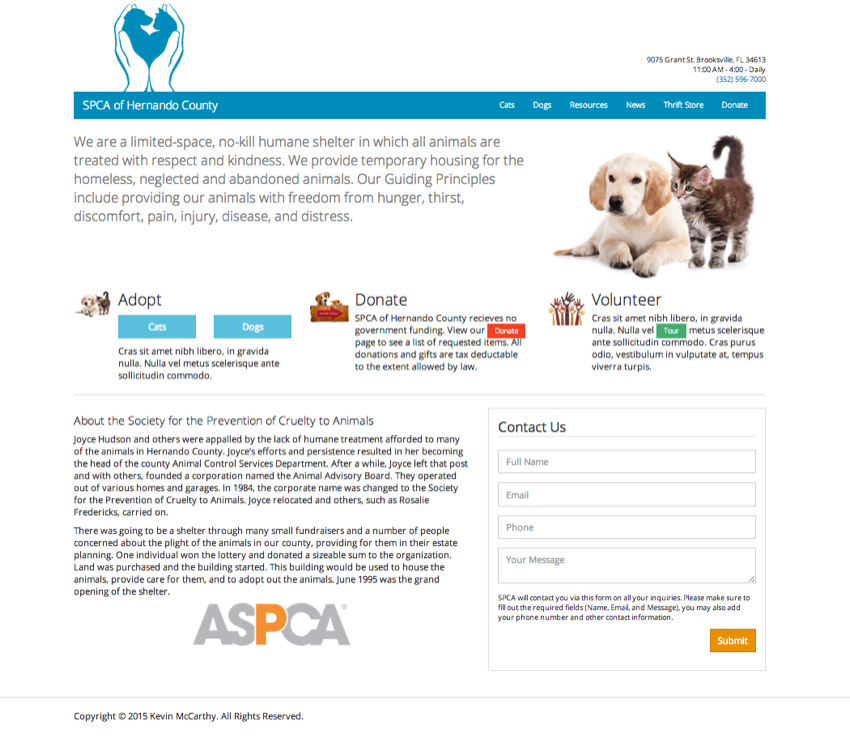 9075 Grant St. Brooksville, FL 34613
11:00 AM - 4:00 - Daily
(352) 596-7000
SPCA of Hernando County
Cats Dogs Resources News Thrift Store Donate
We are a limited-space, no-kill humane shelter in which all animals are
treated with respect and kindness. We provide temporary housing for the
homeless, neglected and abandoned animals. Our Guiding Principles
include providing our animals with freedom from hunger, thirst,
discomfort, pain, injury, disease, and distress.
Adopt
Cats Dogs
Cras sit amet nibh libero, in gravida
nulla. Nulla vel metus scelerisque ante
sollicitudin commodo.
Donate
SPCA of Hernando County recieves no
government funding. View our Donate
page to see a list of requested items. All
donations and gifts are tax deductable
to the extent allowed by law.
Volunteer
Cras sit amet nibh libero, in gravida
nulla. Nulla vel Tour metus scelerisque
ante sollicitudin commodo. Cras purus
odio, vestibulum in vulputate at, tempus
viverra turpis.
About the Society for the Prevention of Cruelty to Animals
Joyce Hudson and others were appalled by the lack of humane treatment afforded to many
of the animals in Hernando County. Joyce's efforts and persistence resulted in her becoming
the head of the county Animal Control Services Department. After a while, Joyce left that post
and with others, founded a corporation named the Animal Advisory Board. They operated
out of various homes and garages. In 1984, the corporate name was changed to the Society
for the Prevention of Cruelty to Animals. Joyce relocated and others, such as Rosalie
Fredericks, carried on.
There was going to be a shelter through many small fundraisers and a number of people
concerned about the plight of the animals in our county, providing for them in their estate
planning. One individual won the lottery and donated a sizeable sum to the organization.
Land was purchased and the building started. This building would be used to house the
animals, provide care for them, and to adopt out the animals. June 1995 was the grand
opening of the shelter.
ASPCA®
Contact Us
Full Name
Email
Phone
Your Message
SPCA will contact you via this form on all your inquiries. Please make sure to
fill out the required fields (Name, Email, and Message), you may also add
your phone number and other contact information.
Submit
Copyright © 2015 Kevin McCarthy. All Rights Reserved.